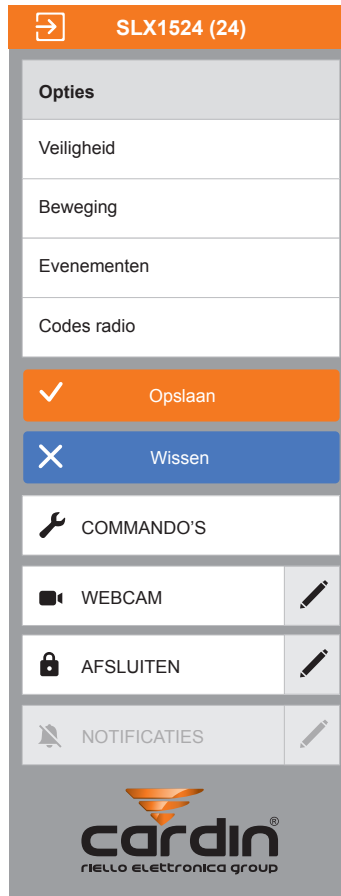 SLX1524 (24)
Opties
Veiligheid
Beweging
Evenementen
Codes radio
Opslaan
Wissen
COMMANDO'S
WEBCAM
AFSLUITEN
NOTIFICATIES
cardin®
riello elettronica group